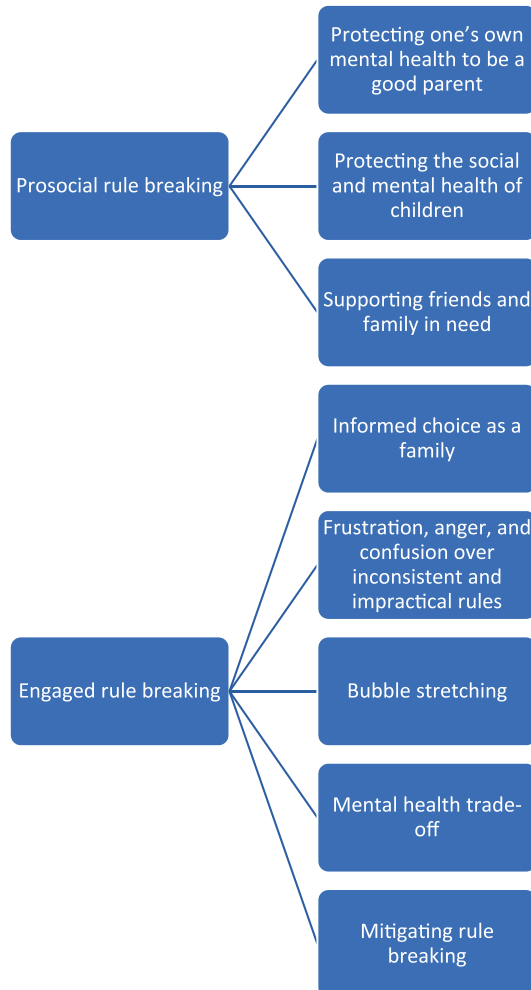 Protecting one’s own
mental health to be a
good parent
Prosocial rule breaking
Protecting the social
and mental health of
children
Supporting friends and
family in need
Informed choice as a
family
Frustration, anger, and
confusion over
inconsistent and
impractical rules
Engaged rule breaking
Bubble stretching
Mental health trade-
off
Mitigating rule
breaking